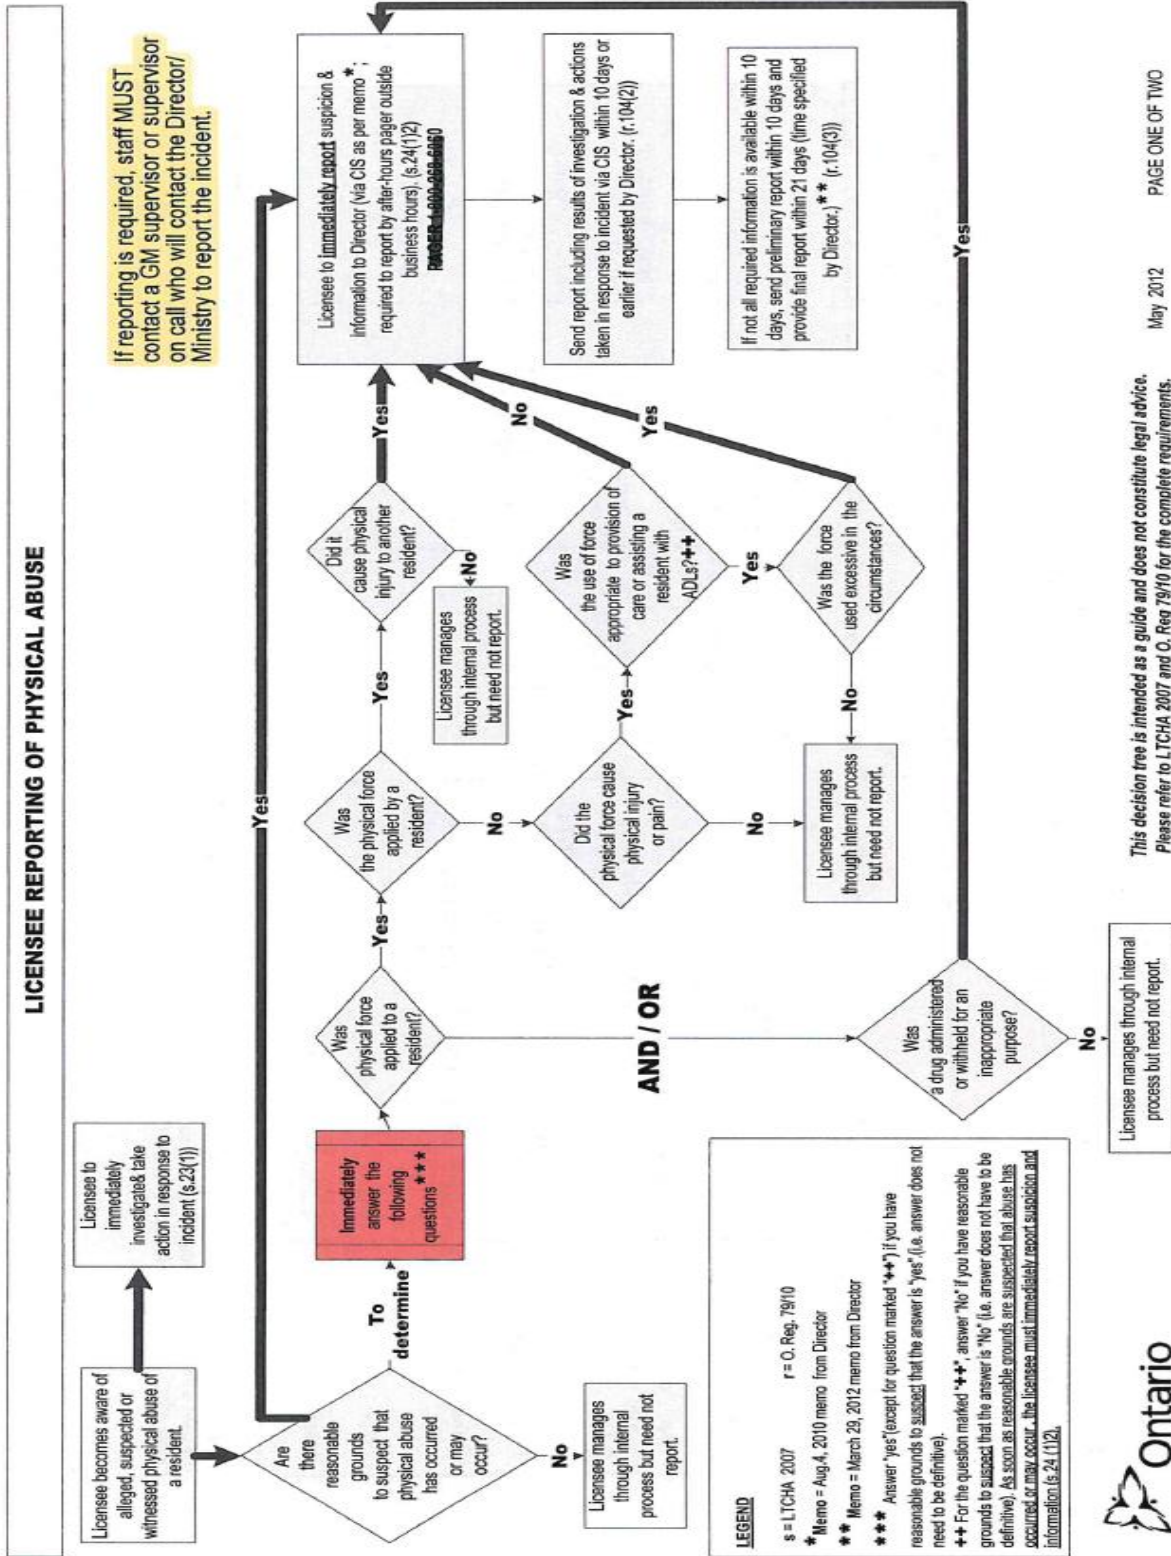 LICENSEE REPORTING OF PHYSICAL ABUSE
If reporting is required, staff MUST
contact a GM supervisor or supervisor
on call who will contact the Director/
Ministry to report the incident.
Licensee becomes aware of
alleged, suspected or
witnessed physical abuse of
a resident.
Licensee to
immediately
investigate& take
action in response to
incident (s.23(1))
Are
there
reasonable
grounds
to suspect that
physical abuse
has occurred
or may
occur?
Yes
No
Licensee manages
through internal
process but need not
report.
To
determine
Immediately
answer the
following
questions***
Was
physical force
applied to a
resident?
Yes
Was
the physical force
applied by a
resident?
Yes
Did it
cause physical
injury to another
resident?
Yes
No
Licensee manages
through internal process
but need not report.
Licensee to immediately report suspicion &
information to Director (via CIS as per memo*;
required to report by after-hours pager outside
business hours). (s.24(1)2)
PAGER 1-800-268-6060
Send report including results of investigation & actions
taken in response to incident via CIS within 10 days or
earlier if requested by Director. (r.104(2))
If not all required information is available within 10
days, send preliminary report within 10 days and
provide final report within 21 days (time specified
by Director.)** (r.104(3))
No
Did the
physical force cause
physical injury
or pain?
Yes
Was
the use of force
appropriate to provision of
care or assisting a
resident with
ADLs?++
No
Yes
Was the force
used excessive in the
circumstances?
Yes
No
No
Licensee manages
through internal process
but need not report.
AND / OR
Was
a drug administered
or withheld for an
inappropriate
purpose?
Yes
No
Licensee manages through internal
process but need not report.
LEGEND
s = LTCHA 2007 r = O. Reg. 79/10
* Memo = Aug.4, 2010 memo from Director
** Memo = March 29, 2012 memo from Director
*** Answer "yes"(except for question marked "++") if you have
reasonable grounds to suspect that the answer is "yes".(i.e. answer does not
need to be definitive).
++ For the question marked "++", answer "No" if you have reasonable
grounds to suspect that the answer is "No" (i.e. answer does not have to be
definitive). As soon as reasonable grounds are suspected that abuse has
occurred or may occur, the licensee must immediately report suspicion and
information (s.24 (1)2).
Ontario
This decision tree is intended as a guide and does not constitute legal advice.
Please refer to LTCHA 2007 and O. Reg 79/10 for the complete requirements.
May 2012
PAGE ONE OF TWO